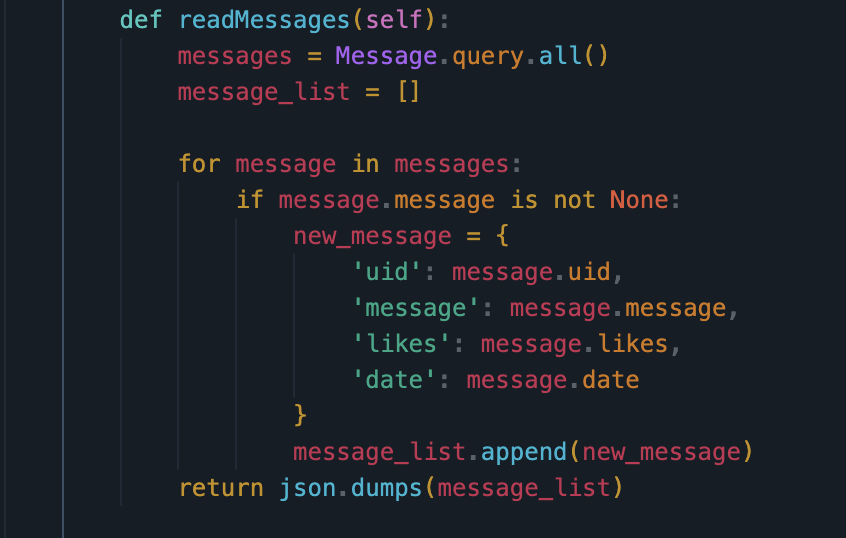 def readMessages(self):
    messages = Message.query.all()
    message_list = []

    for message in messages:
        if message.message is not None:
            new_message = {
                'uid': message.uid,
                'message': message.message,
                'likes': message.likes,
                'date': message.date
            }
            message_list.append(new_message)
    return json.dumps(message_list)